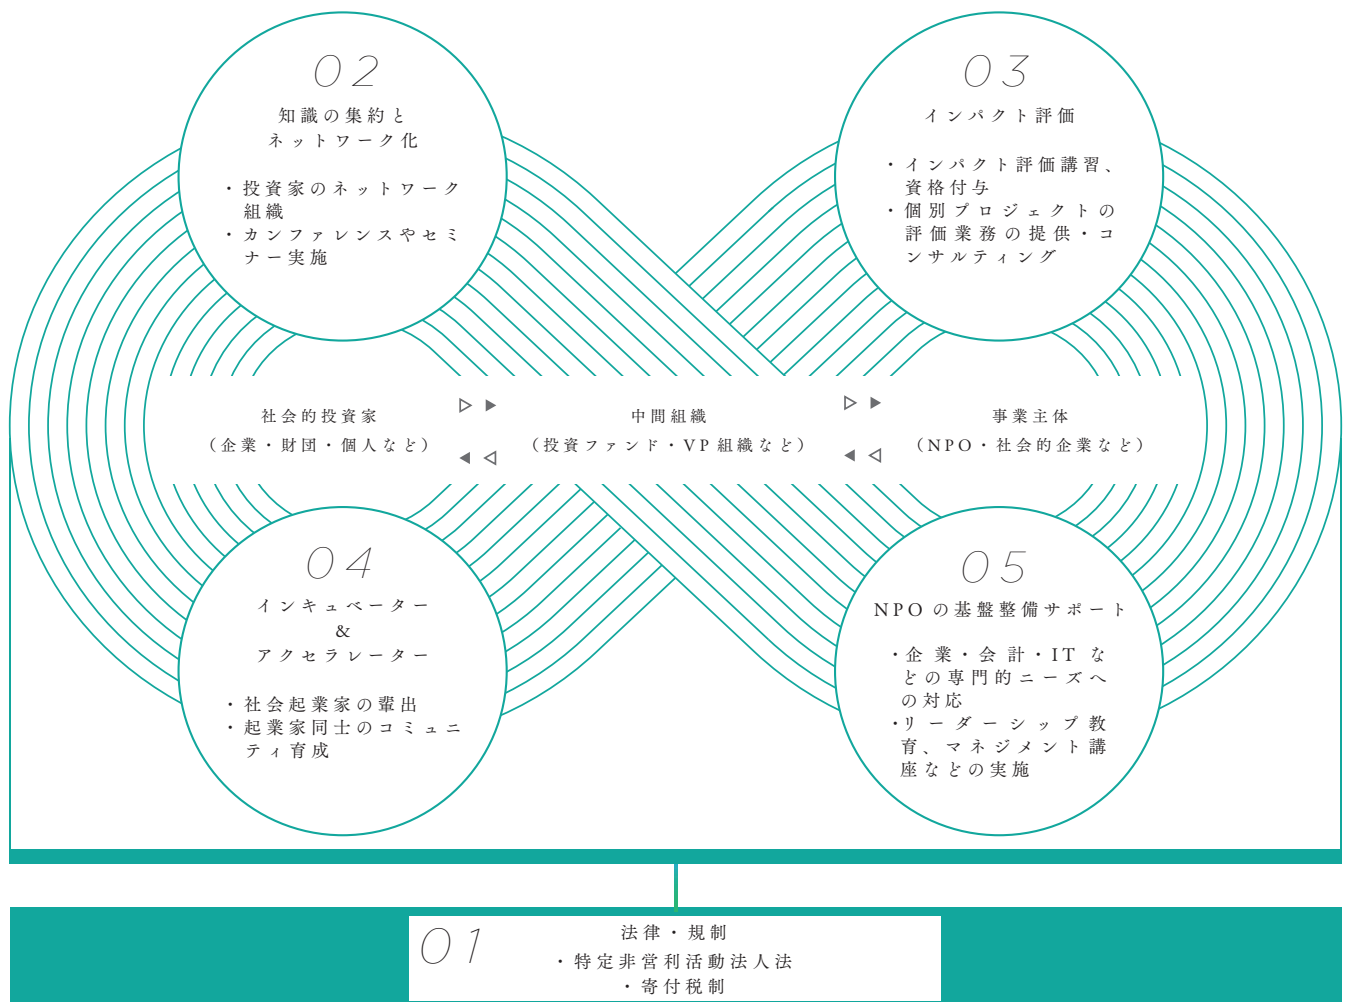 02
知識の集約と
ネットワーク化
・投資家のネットワーク
組織
・カンファレンスやセミ
ナー実施
03
インパクト評価
・インパクト評価講習、
資格付与
・個別プロジェクトの
評価業務の提供・コ
ンサルティング
社会的投資家
（企業・財団・個人など）
中間組織
（投資ファンド・VP組織など）
事業主体
（NPO・社会的企業など）
04
インキュベーター
&
アクセラレーター
・社会起業家の輩出
・起業家同士のコミュニ
ティ育成
05
NPOの基盤整備サポート
・企業・会計・ITな
どの専門的ニーズへ
の対応
・リーダーシップ教
育、マネジメント講
座などの実施
01
法律・規制
・特定非営利活動法人法
・寄付税制